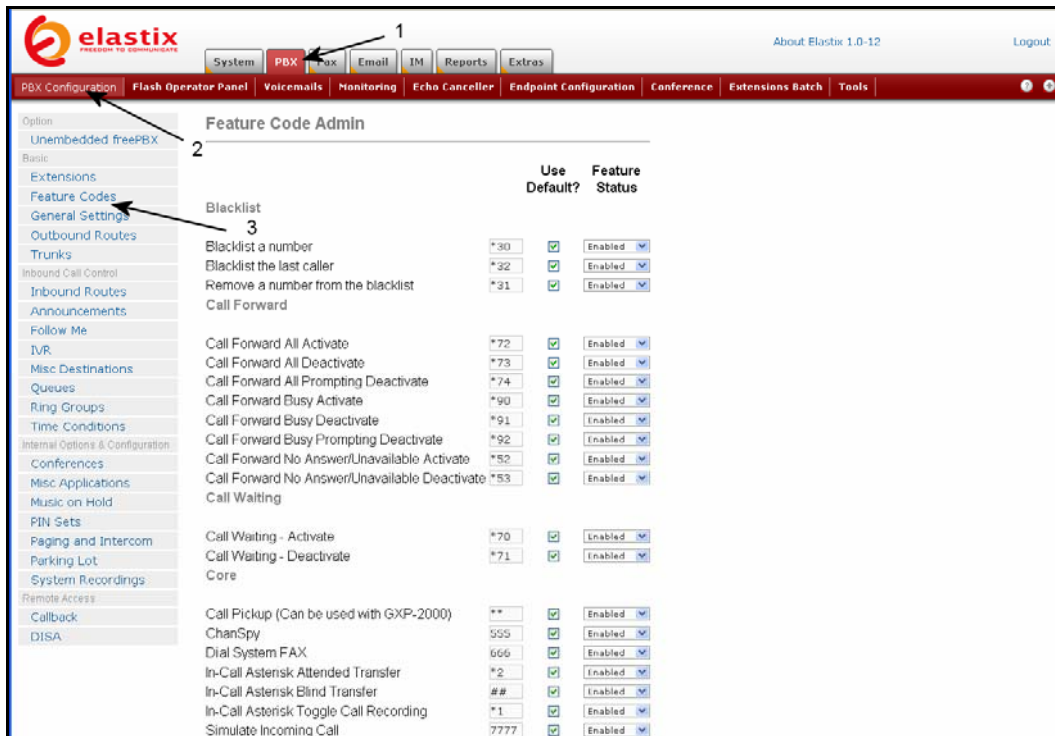 elastix
FREEDOM TO COMMUNICATE
1
About Elastix 1.0-12
Logout
System PBX Fax Email IM Reports Extras
PBX Configuration Flash Operator Panel Voicemails Monitoring Echo Canceller Endpoint Configuration Conference Extensions Batch Tools
2
3
Option
Unembedded freePBX
Basic
Extensions
Feature Codes
General Settings
Outbound Routes
Trunks
Inbound Call Control
Inbound Routes
Announcements
Follow Me
IVR
Misc Destinations
Queues
Ring Groups
Time Conditions
Internal Options & Configuration
Conferences
Misc Applications
Music on Hold
PIN Sets
Paging and Intercom
Parking Lot
System Recordings
Remote Access
Callback
DISA
Feature Code Admin
Use Default? Feature Status
Blacklist
Blacklist a number *30 Enabled
Blacklist the last caller *32 Enabled
Remove a number from the blacklist *31 Enabled
Call Forward
Call Forward All Activate *72 Enabled
Call Forward All Deactivate *73 Enabled
Call Forward All Prompting Deactivate *74 Enabled
Call Forward Busy Activate *90 Enabled
Call Forward Busy Deactivate *91 Enabled
Call Forward Busy Prompting Deactivate *92 Enabled
Call Forward No Answer/Unavailable Activate *52 Enabled
Call Forward No Answer/Unavailable Deactivate *53 Enabled
Call Waiting
Call Waiting - Activate *70 Enabled
Call Waiting - Deactivate *71 Enabled
Core
Call Pickup (Can be used with GXP-2000) ** Enabled
ChanSpy 555 Enabled
Dial System FAX 666 Enabled
In-Call Asterisk Attended Transfer *2 Enabled
In-Call Asterisk Blind Transfer ## Enabled
In-Call Asterisk Toggle Call Recording *1 Enabled
Simulate Incoming Call 7777 Enabled